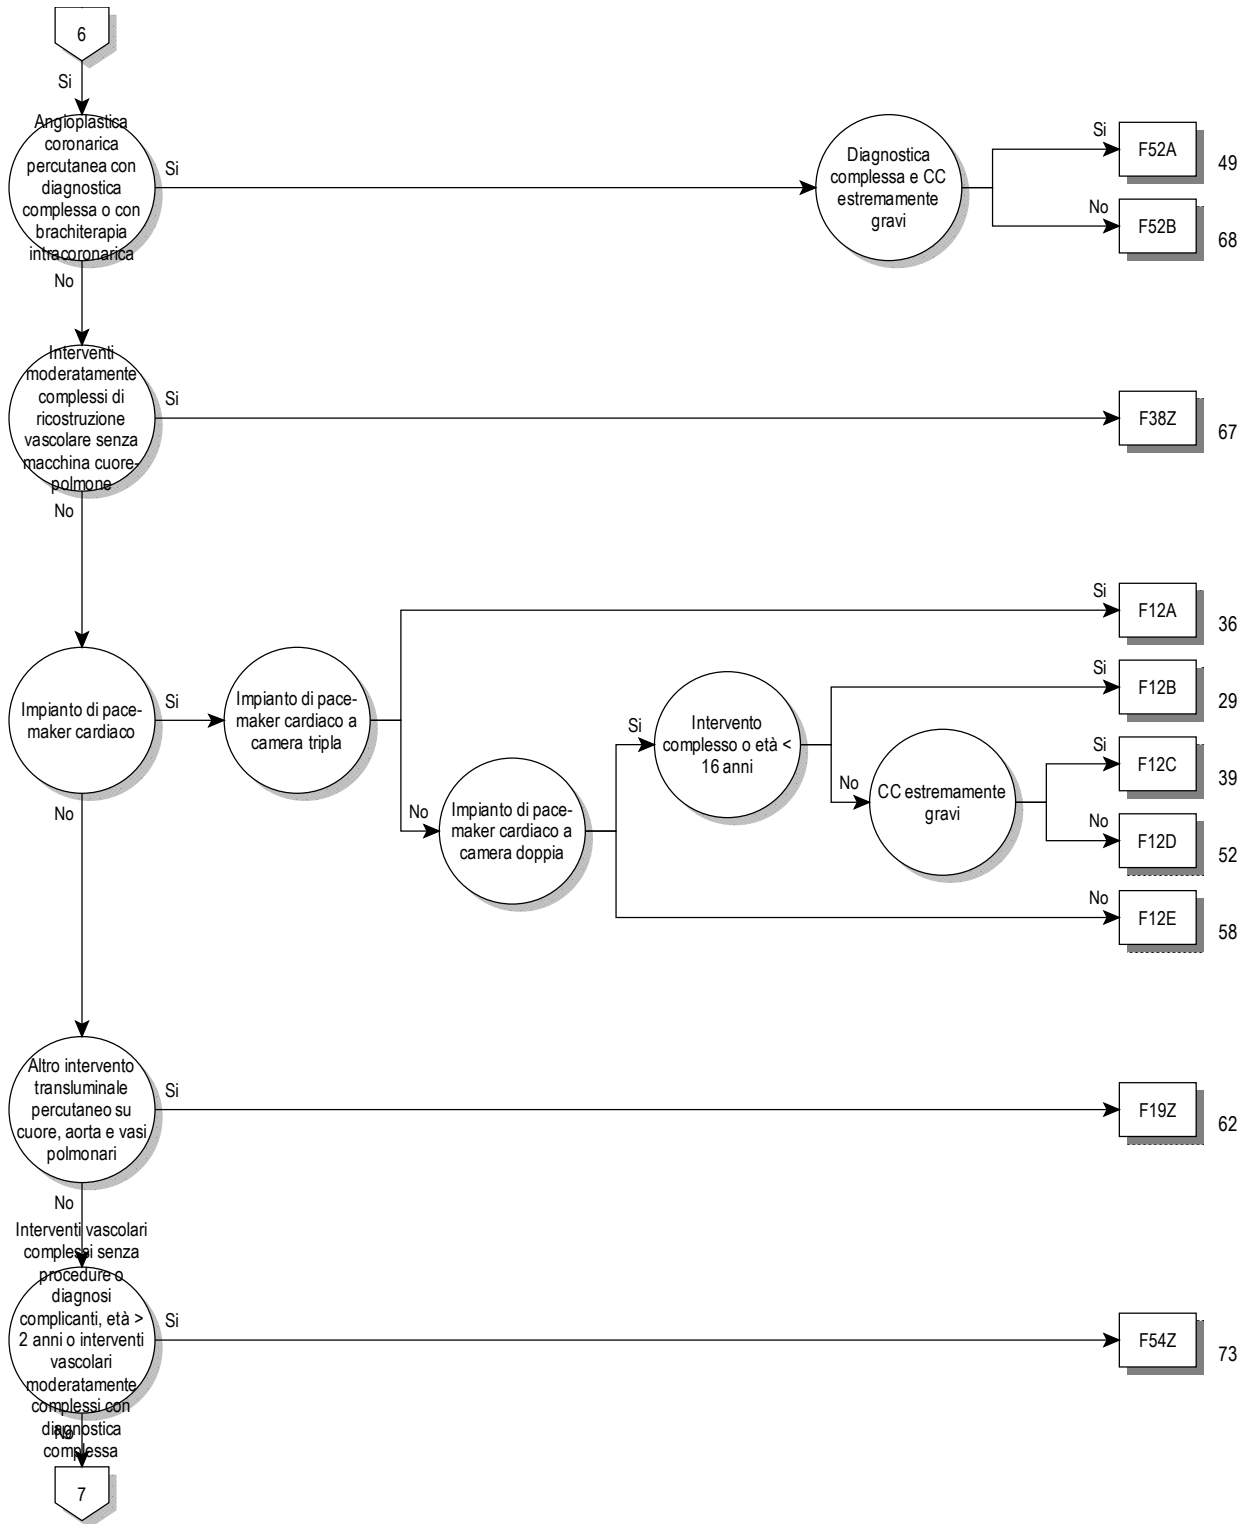 6
Si
Angioplastica
coronarica
percutanea con
diagnostica
complessa o con
brachiterapia
intracoronarica
Si
Diagnostica
complessa e CC
estremamente
gravi
Si
F52A
49
No
F52B
68
No
Interventi
moderatamente
complessi di
ricostruzione
vascolare senza
macchina cuore-
polmone
Si
F38Z
67
No
Impianto di pace-
maker cardiaco
Si
Impianto di pace-
maker cardiaco a
camera tripla
Si
F12A
36
No
Impianto di pace-
maker cardiaco a
camera doppia
Si
Intervento
complesso o età <
16 anni
Si
F12B
29
No
CC estremamente
gravi
Si
F12C
39
No
F12D
52
No
F12E
58
No
Altro intervento
transluminale
percutaneo su
cuore, aorta e vasi
polmonari
Si
F19Z
62
No
Interventi vascolari
complessi senza
procedure o
diagnosi
complicanti, età >
2 anni o interventi
vascolari
moderatamente
complessi con
diagnostica
complessa
Si
F54Z
73
No
7